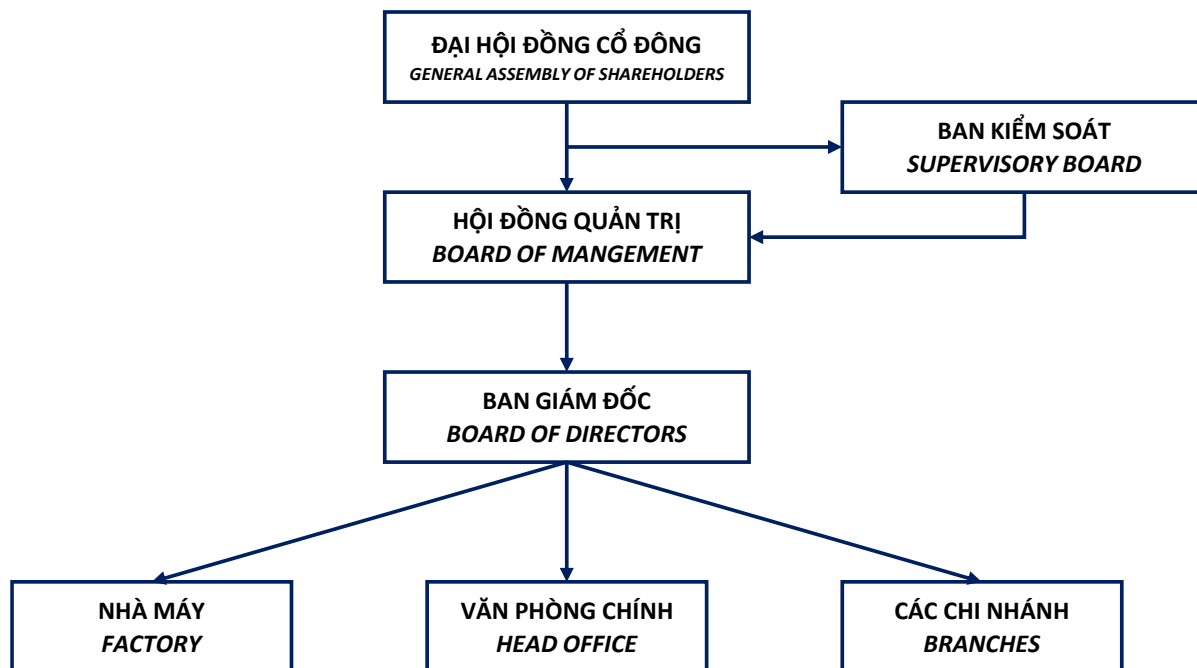 ĐẠI HỘI ĐỒNG CỔ ĐÔNG
GENERAL ASSEMBLY OF SHAREHOLDERS
BAN KIỂM SOÁT
SUPERVISORY BOARD
HỘI ĐỒNG QUẢN TRỊ
BOARD OF MANGEMENT
BAN GIÁM ĐỐC
BOARD OF DIRECTORS
NHÀ MÁY
FACTORY
VĂN PHÒNG CHÍNH
HEAD OFFICE
CÁC CHI NHÁNH
BRANCHES